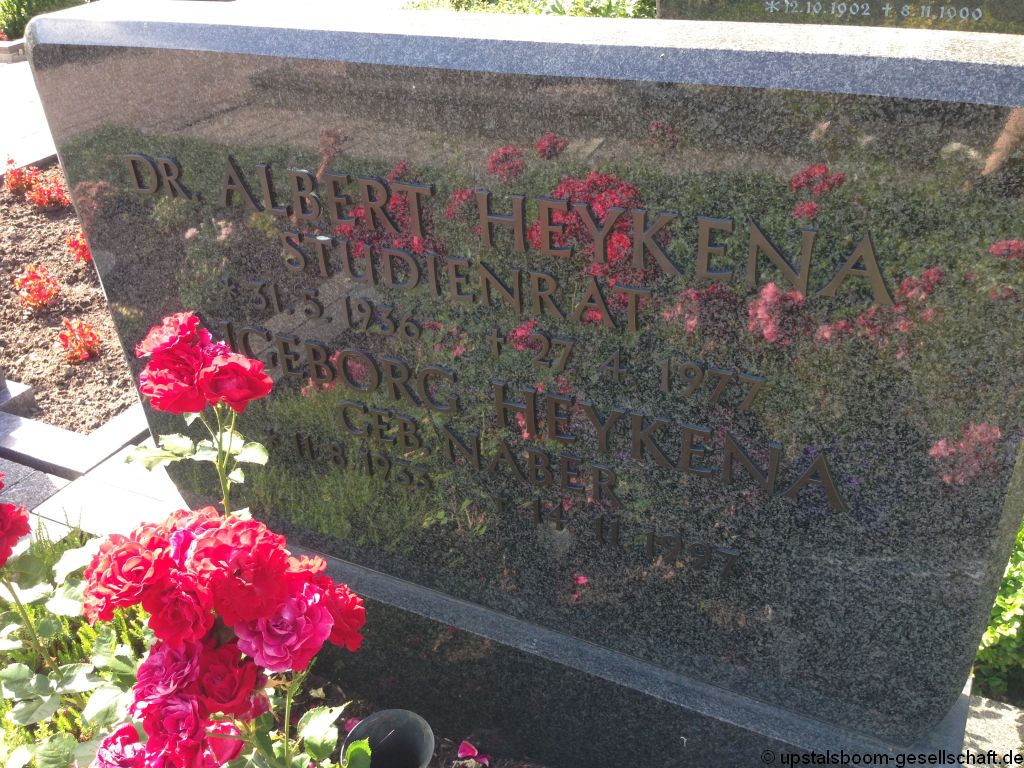 *12.10.1902 † 8.11.1900
DR. ALBERT HEYKENA
STUDIENRAT
*31.5.1936 † 27.4.1977
INGEBORG HEYKENA
GEB. NABER
*11.8.1933 † 14.11.1997
© upstalsboom-gesellschaft.de